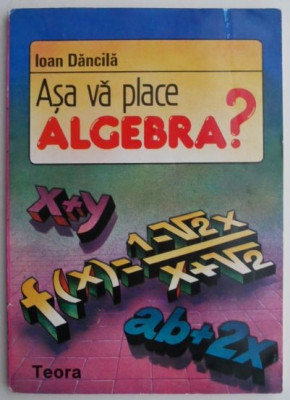 Ioan Dăncilă
Așa vă place
ALGEBRA?
x+y
f(x)=1-√2x/x+√2
ab+2x
Teora